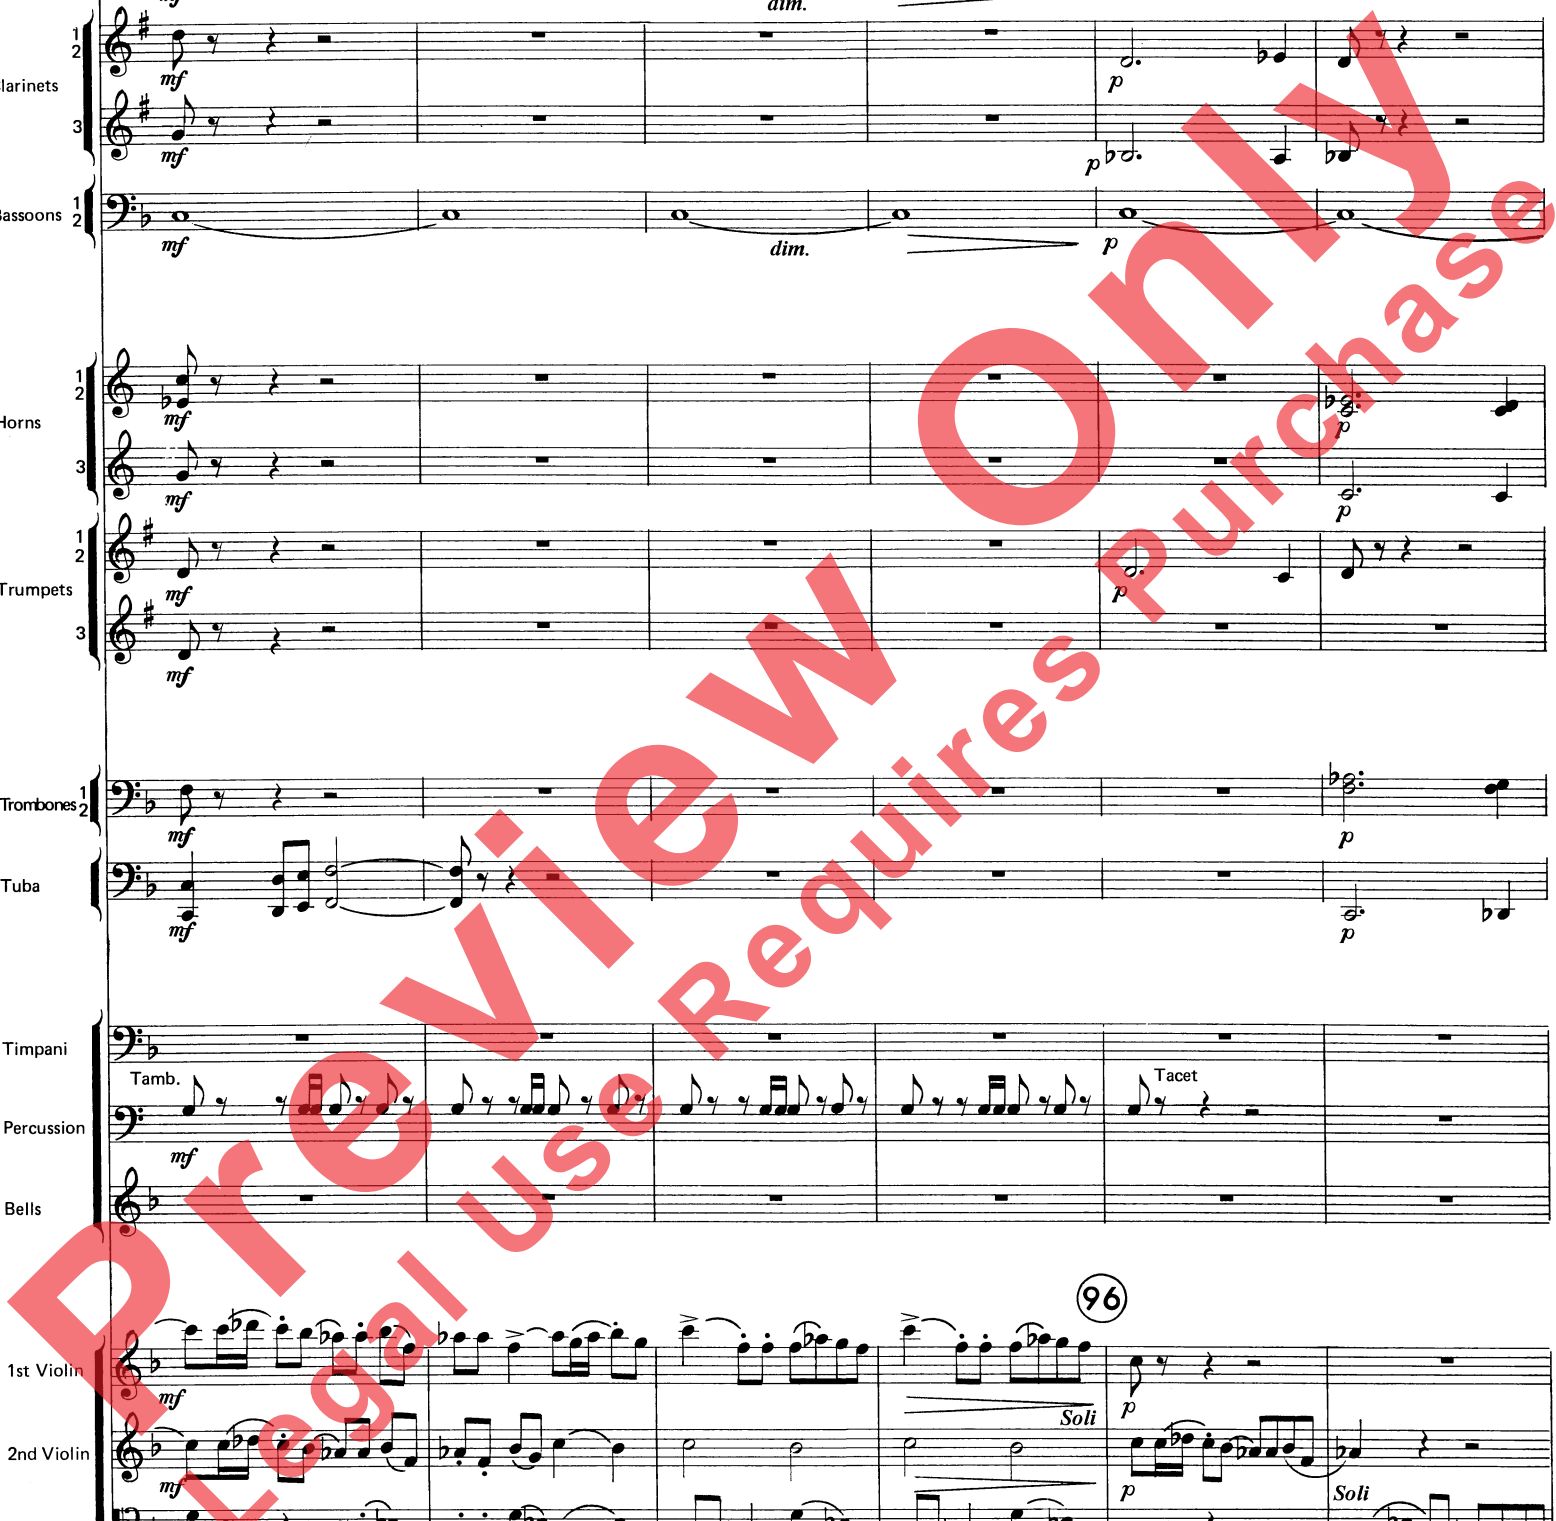 mf
dim.
1
2
Clarinets
mf
p
3
mf
p
Bassoons 1
2
mf
dim.
p
1
2
mf
p
Horns
3
mf
p
1
2
mf
p
Trumpets
3
mf
Trombones 1
2
mf
p
Tuba
mf
p
Timpani
Tamb.
Tacet
Percussion
mf
Bells
96
1st Violin
mf
p
Soli
2nd Violin
mf
p
Soli
Preview Only
Legal Use Requires Purchase